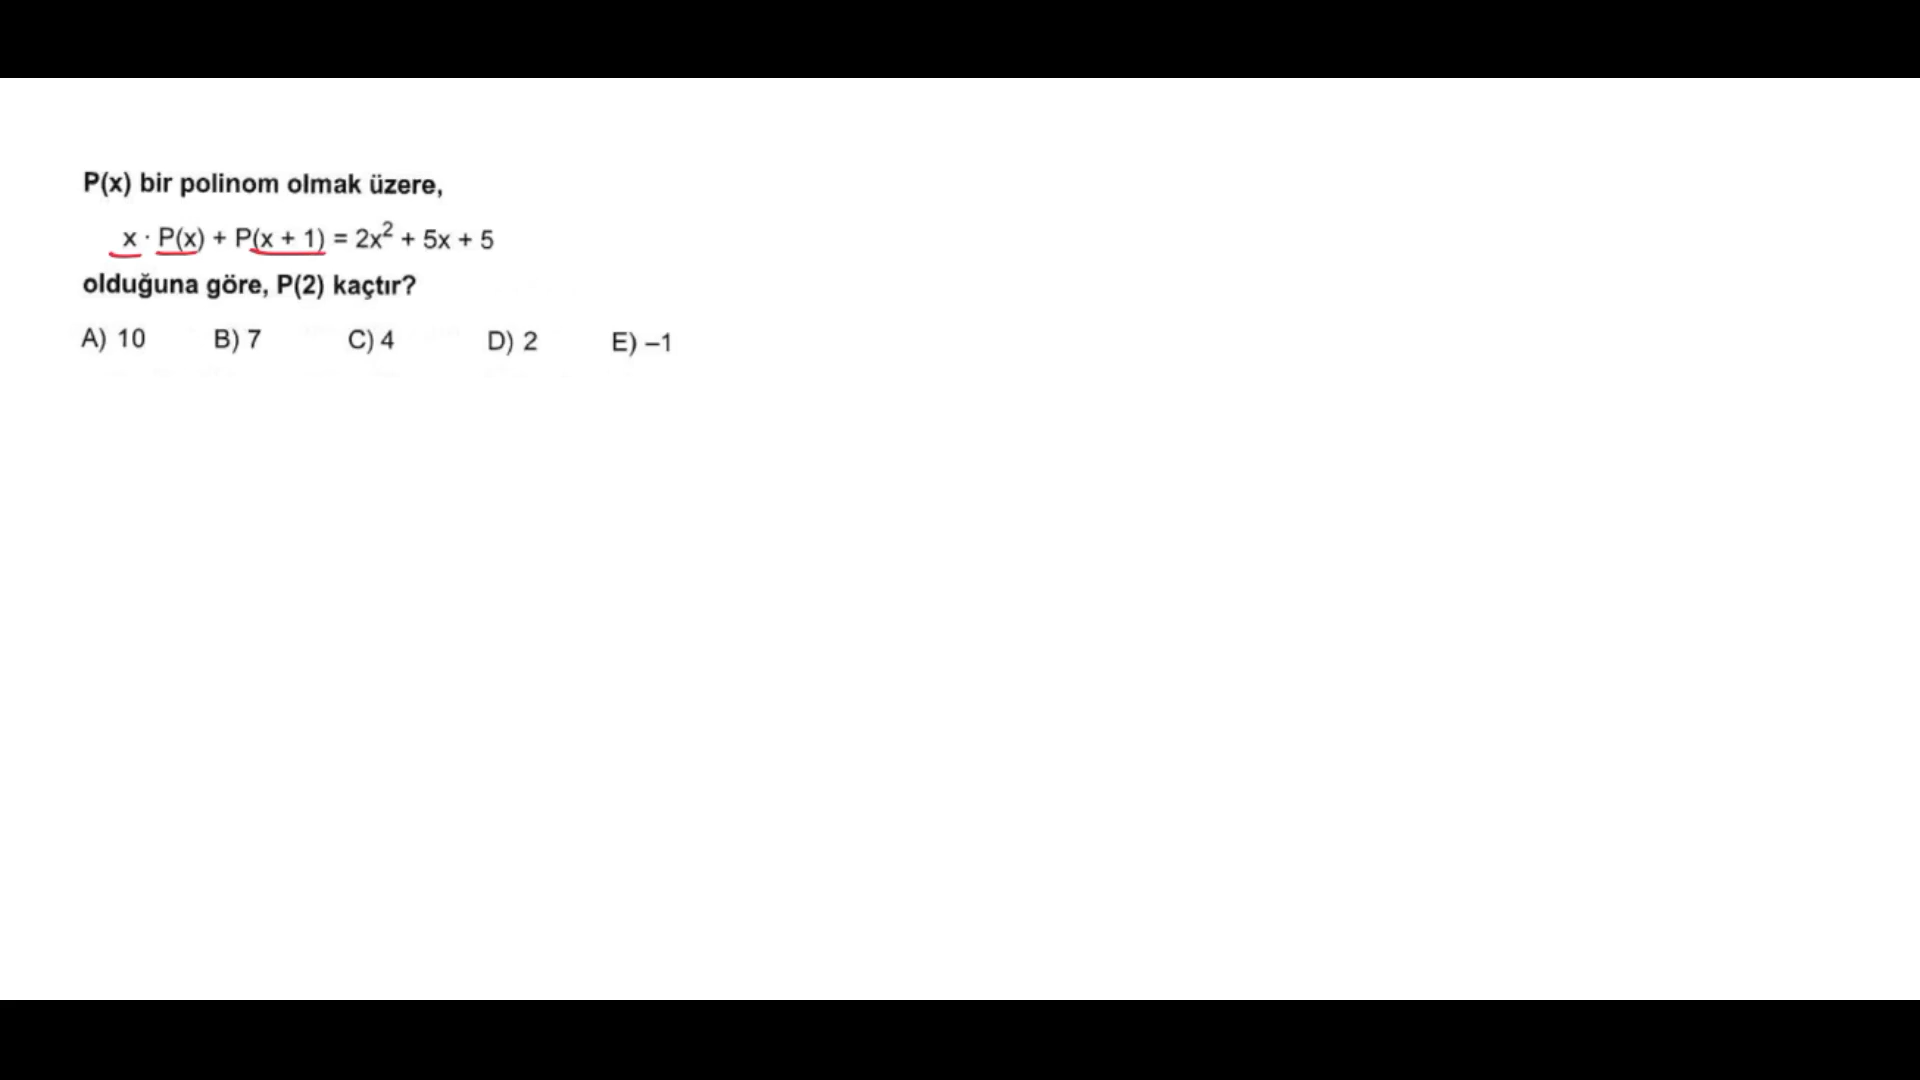 P(x) bir polinom olmak üzere,
x · P(x) + P(x + 1) = 2x² + 5x + 5
olduğuna göre, P(2) kaçtır?
A) 10 B) 7 C) 4 D) 2 E) –1